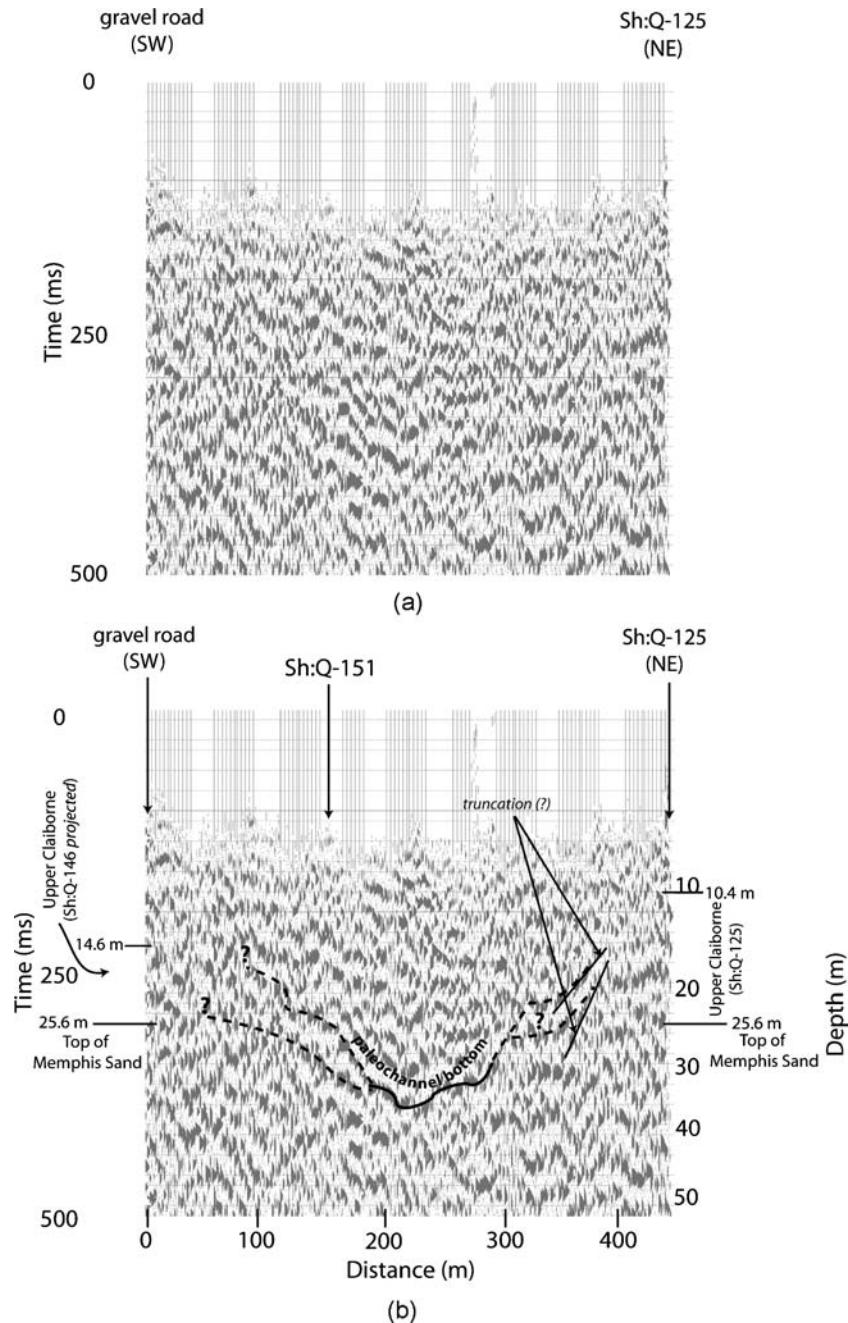 gravel road
(SW)
Sh:Q-125
(NE)
0
250
500
Time (ms)
(a)
gravel road
(SW)
Sh:Q-151
Sh:Q-125
(NE)
0
Upper Claiborne
(Sh:Q-146 projected)
truncation (?)
10
10.4 m
14.6 m
?
Time (ms)
250
20
Upper Claiborne
(Sh:Q-125)
Depth (m)
?
?
25.6 m
Top of
Memphis Sand
25.6 m
Top of
Memphis Sand
paleochannel bottom
30
40
50
500
0
100
200
300
400
Distance (m)
(b)